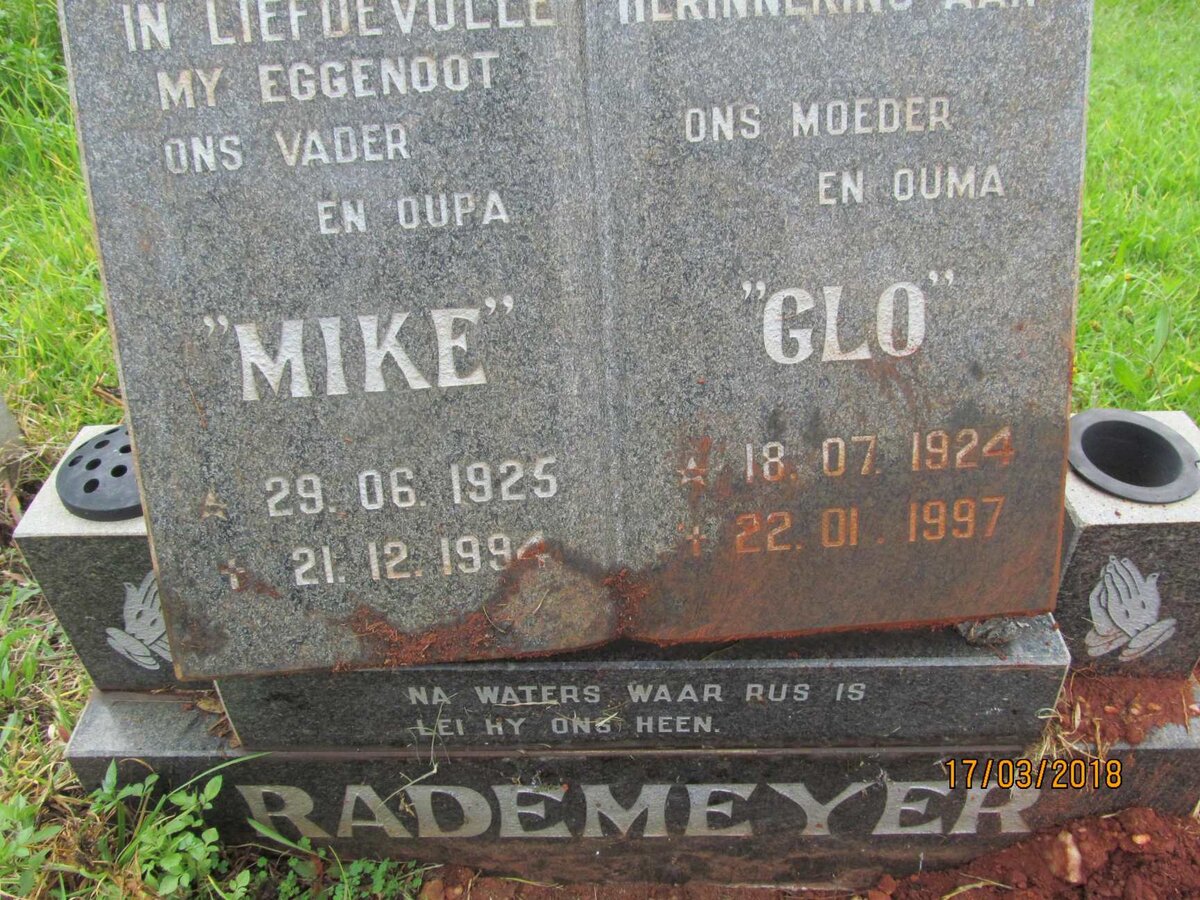 IN LIEFDEVOLLE HERINNERING AAN
MY EGGENOOT
ONS VADER
EN OUPA
"MIKE"
29. 06. 1925
21. 12. 1994
ONS MOEDER
EN OUMA
"GLO"
18. 07. 1924
22. 01. 1997
NA WATERS WAAR RUS IS
LEI HY ONS HEEN.
RADEMEYER
17/03/2018